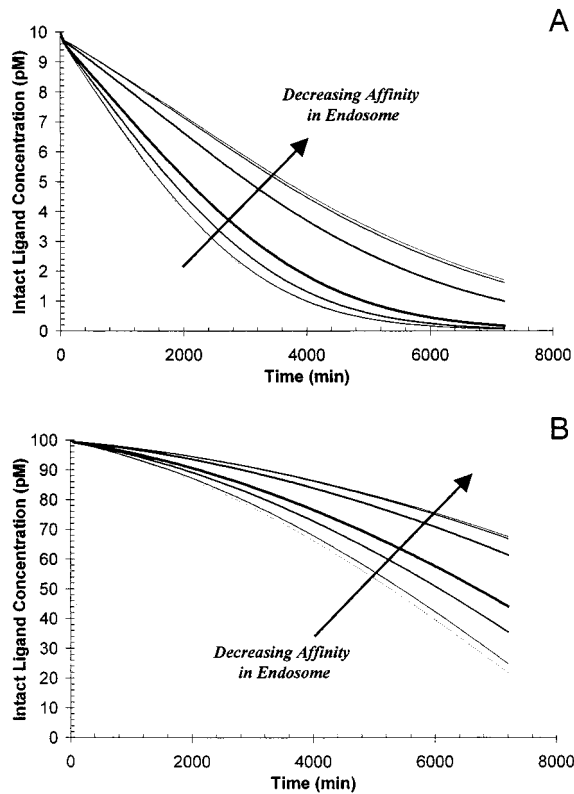 A
Intact Ligand Concentration (pM)
10
9
8
7
6
5
4
3
2
1
0
Decreasing Affinity
in Endosome
0 2000 4000 6000 8000
Time (min)
B
Intact Ligand Concentration (pM)
100
90
80
70
60
50
40
30
20
10
0
Decreasing Affinity
in Endosome
0 2000 4000 6000 8000
Time (min)